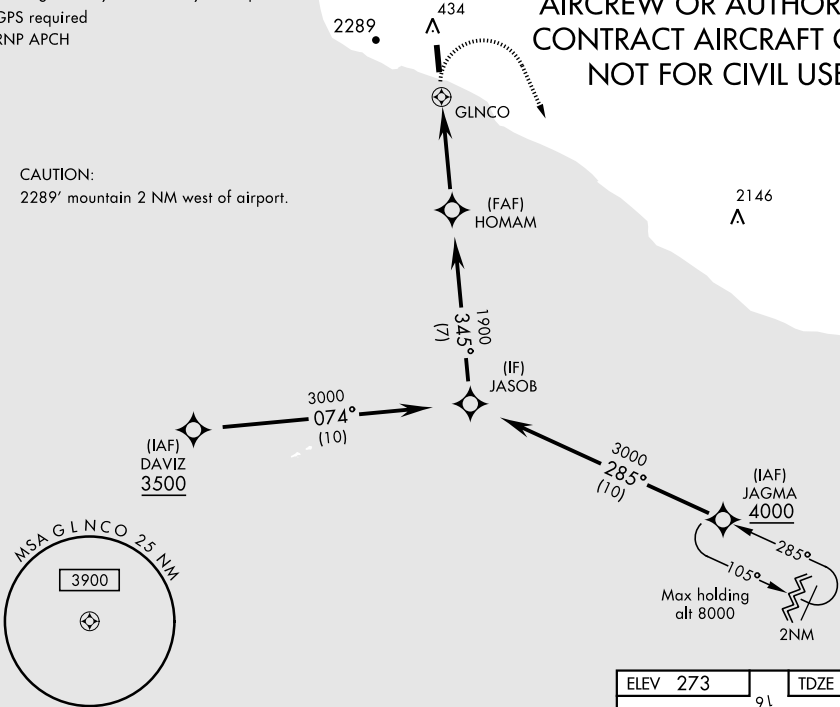 GPS required
RNP APCH
2289
434
AIRCREW OR AUTHOR
CONTRACT AIRCRAFT
NOT FOR CIVIL USE
GLNCO
CAUTION:
2289' mountain 2 NM west of airport.
(FAF)
HOMAM
2146
1900
345°
(7)
(IF)
JASOB
3000
074°
(10)
(IAF)
DAVIZ
3500
3000
285°
(10)
(IAF)
JAGMA
4000
285°
105°
Max holding
alt 8000
2NM
MSA GLNCO 25 NM
3900
ELEV 273
TDZE
16